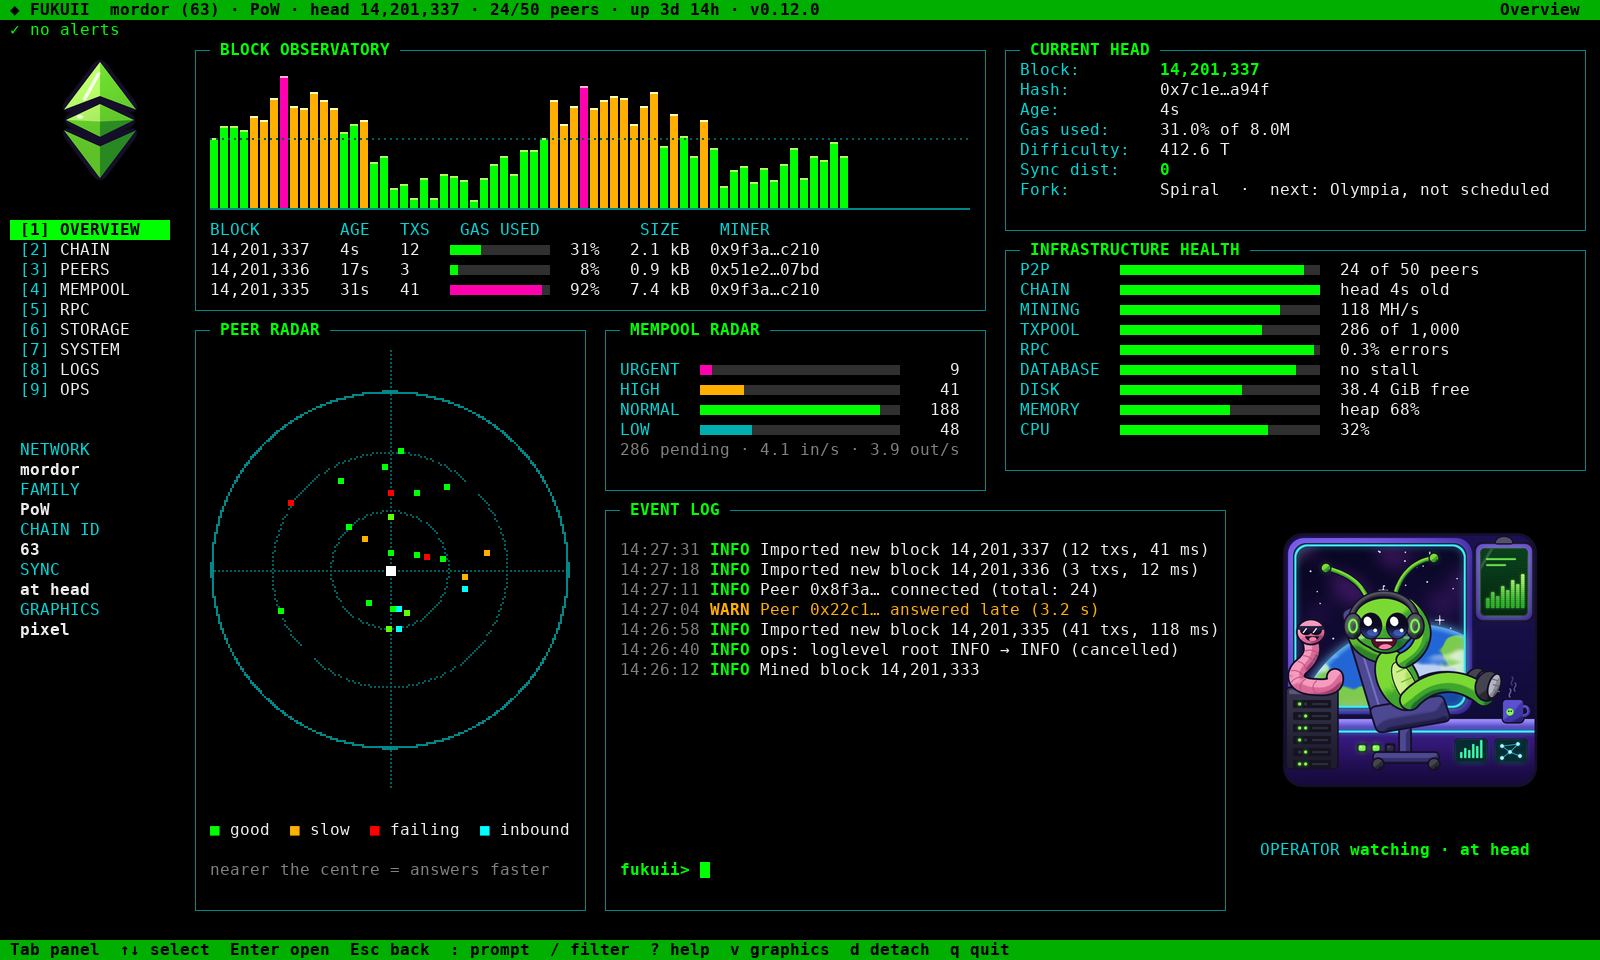 ◆ FUKUII mordor (63) · PoW · head 14,201,337 · 24/50 peers · up 3d 14h · v0.12.0 Overview
✓ no alerts
[1] OVERVIEW
[2] CHAIN
[3] PEERS
[4] MEMPOOL
[5] RPC
[6] STORAGE
[7] SYSTEM
[8] LOGS
[9] OPS
NETWORK
mordor
FAMILY
PoW
CHAIN ID
63
SYNC
at head
GRAPHICS
pixel
BLOCK OBSERVATORY
BLOCK AGE TXS GAS USED SIZE MINER
14,201,337 4s 12 31% 2.1 kB 0x9f3a…c210
14,201,336 17s 3 8% 0.9 kB 0x51e2…07bd
14,201,335 31s 41 92% 7.4 kB 0x9f3a…c210
CURRENT HEAD
Block: 14,201,337
Hash: 0x7c1e…a94f
Age: 4s
Gas used: 31.0% of 8.0M
Difficulty: 412.6 T
Sync dist: 0
Fork: Spiral · next: Olympia, not scheduled
INFRASTRUCTURE HEALTH
P2P 24 of 50 peers
CHAIN head 4s old
MINING 118 MH/s
TXPOOL 286 of 1,000
RPC 0.3% errors
DATABASE no stall
DISK 38.4 GiB free
MEMORY heap 68%
CPU 32%
PEER RADAR
■ good ■ slow ■ failing ■ inbound
nearer the centre = answers faster
MEMPOOL RADAR
URGENT 9
HIGH 41
NORMAL 188
LOW 48
286 pending · 4.1 in/s · 3.9 out/s
EVENT LOG
14:27:31 INFO Imported new block 14,201,337 (12 txs, 41 ms)
14:27:18 INFO Imported new block 14,201,336 (3 txs, 12 ms)
14:27:11 INFO Peer 0x8f3a… connected (total: 24)
14:27:04 WARN Peer 0x22c1… answered late (3.2 s)
14:26:58 INFO Imported new block 14,201,335 (41 txs, 118 ms)
14:26:40 INFO ops: loglevel root INFO → INFO (cancelled)
14:26:12 INFO Mined block 14,201,333
fukuii>
OPERATOR watching · at head
Tab panel ↑↓ select Enter open Esc back : prompt / filter ? help v graphics d detach q quit